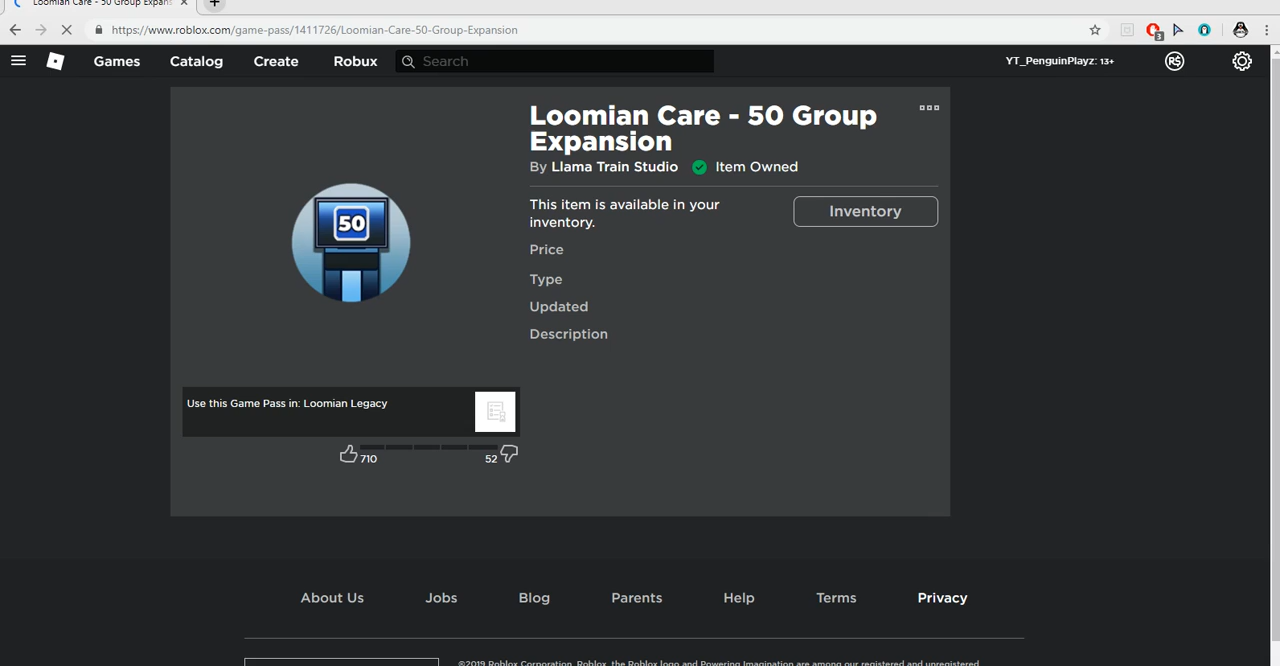 Loomian Care - 50 Group Expans
https://www.roblox.com/game-pass/1411726/Loomian-Care-50-Group-Expansion
3
Games Catalog Create Robux Search YT_PenguinPlayz: 13+ R$
Loomian Care - 50 Group
Expansion
By Llama Train Studio Item Owned
This item is available in your
inventory.
Inventory
Price
Type
Updated
Description
50
Use this Game Pass in: Loomian Legacy
710 52
About Us Jobs Blog Parents Help Terms Privacy
©2019 Roblox Corporation. Roblox, the Roblox logo and Powering Imagination are among our registered and unregistered